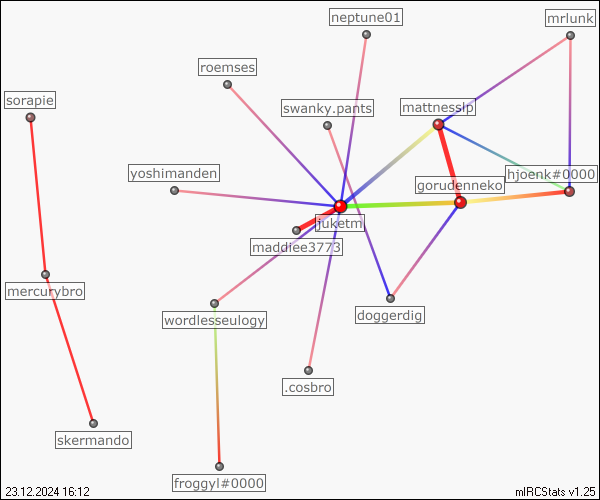 neptune01
mrlunk
roemses
sorapie
swanky.pants
mattnesslp
yoshimanden
hjoenk#0000
gorudenneko
juketm
maddiee3773
mercurybro
wordlesseulogy
doggerdig
.cosbro
skermando
froggyl#0000
23.12.2024 16:12
mIRCStats v1.25